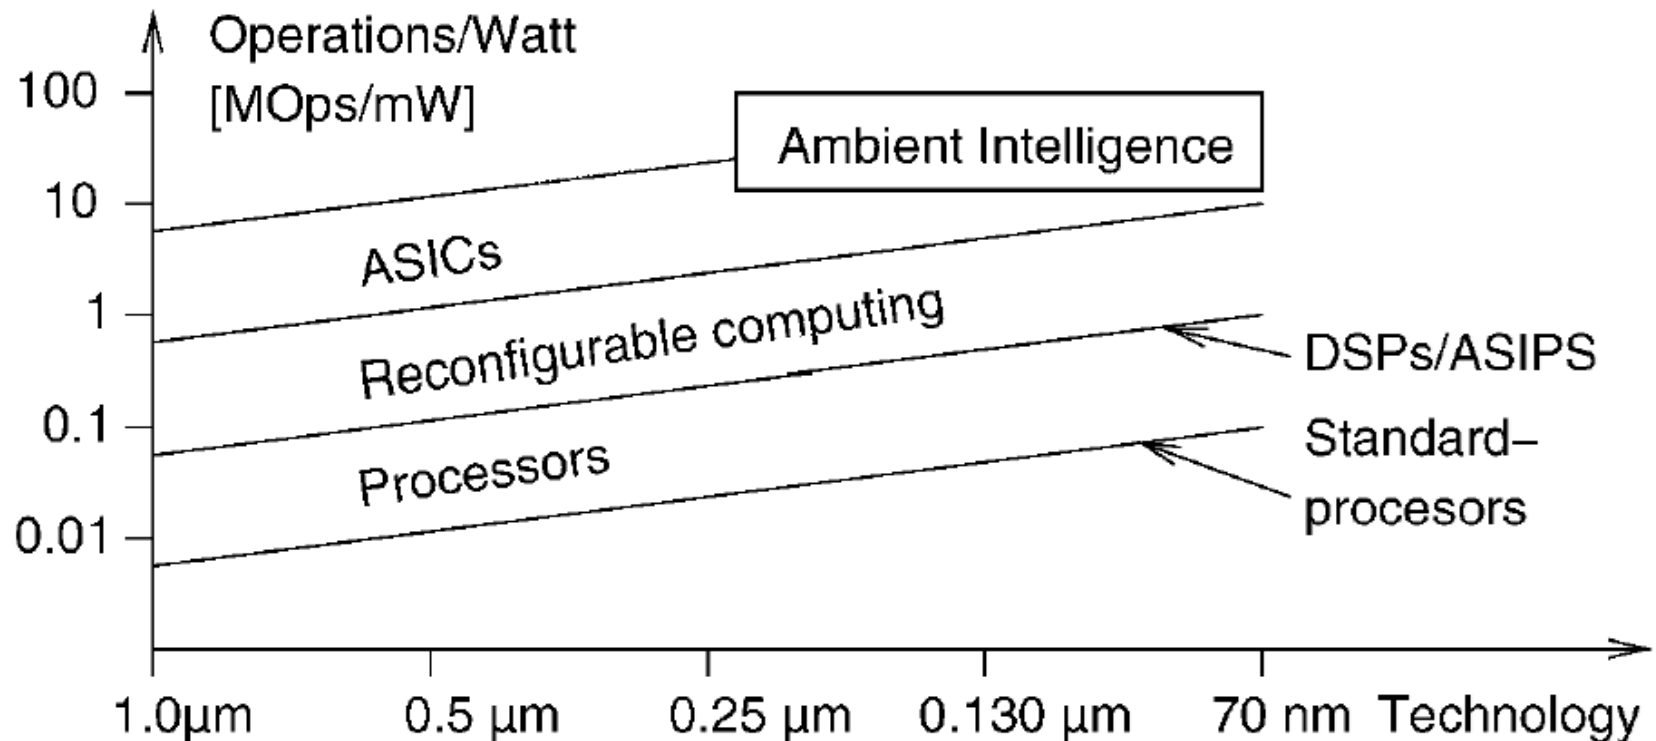 Operations/Watt
[MOps/mW]
100
10
1
0.1
0.01
Ambient Intelligence
ASICs
Reconfigurable computing
Processors
DSPs/ASIPS
Standard–
procesors
1.0µm
0.5 µm
0.25 µm
0.130 µm
70 nm
Technology